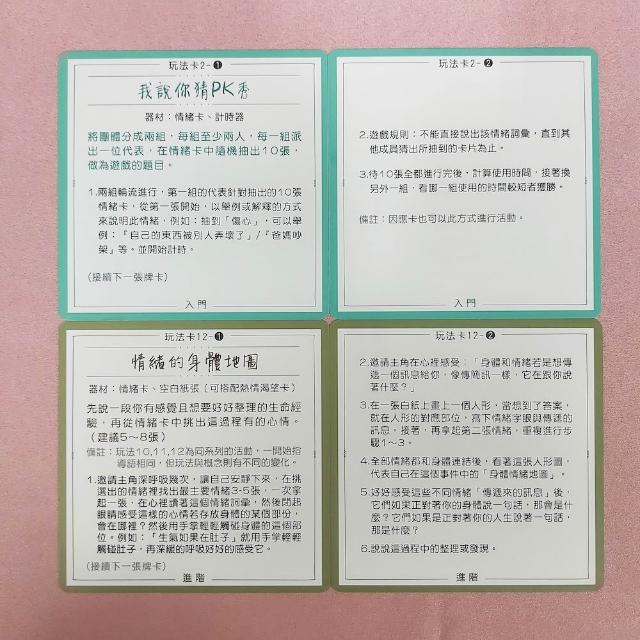 玩法卡2-❶
我說你猜PK秀
器材：情緒卡、計時器
將團體分成兩組，每組至少兩人，每一組派
出一位代表，在情緒卡中隨機抽出10張，
做為遊戲的題目。
1.兩組輪流進行，第一組的代表針對抽出的10張
情緒卡，從第一張開始，以舉例或解釋的方式
來說明此情緒，例如：抽到「傷心」，可以舉
例：「自己的東西被別人弄壞了」/「爸媽吵
架」等。並開始計時。
(接續下一張牌卡)
入門
玩法卡2-❷
2.遊戲規則：不能直接說出該情緒詞彙，直到其
他成員猜出所抽到的卡片為止。
3.待10張全都進行完後，計算使用時間，接著換
另外一組，看哪一組使用的時間較短者獲勝。
備註：因應卡也可以此方式進行活動。
入門
玩法卡12-❶
情緒的身體地圖
器材：情緒卡、空白紙張（可搭配熱情渴望卡）
先說一段你有感覺且想要好好整理的生命經
驗，再從情緒卡中挑出這過程有的心情。
（建議5～8張）
備註：玩法10,11,12為同系列的活動，一開始指
導語相同，但玩法與概念則有不同的變化。
1.邀請主角深呼吸幾次，讓自己安靜下來，在挑
選出的情緒裡找出最主要情緒3-5張，一次拿
起一張，在心裡讀著這個情緒詞彙，然後閉起
眼睛感受這樣的心情若存放身體的某個部份，
會在哪裡？然後用手掌輕輕觸碰身體的這個部
位。例如：「生氣如果在肚子」就用手掌輕輕
觸碰肚子，再深緩的呼吸好好的感受它。
(接續下一張牌卡)
進階
玩法卡12-❷
2.邀請主角在心裡感受：「身體和情緒若是想傳
遞一個訊息給你，像傳簡訊一樣，它在跟你說
著什麼？」
3.在一張白紙上畫上一個人形，當想到了答案，
就在人形的對應部位，寫下情緒字眼與傳遞的
訊息，接著，再拿起第二張情緒，重複進行步
驟1～3。
4.全部情緒都和身體連結後，看著這張人形圖，
代表自己在這個事件中的「身體情緒地圖」。
5.好好感受這些不同情緒「傳遞來的訊息」後，
它們如果正對著你的身體說一句話，那會是什
麼？它們如果是正對著你的人生說著一句話，
那是什麼？
6.說說這過程中的整理或發現。
進階